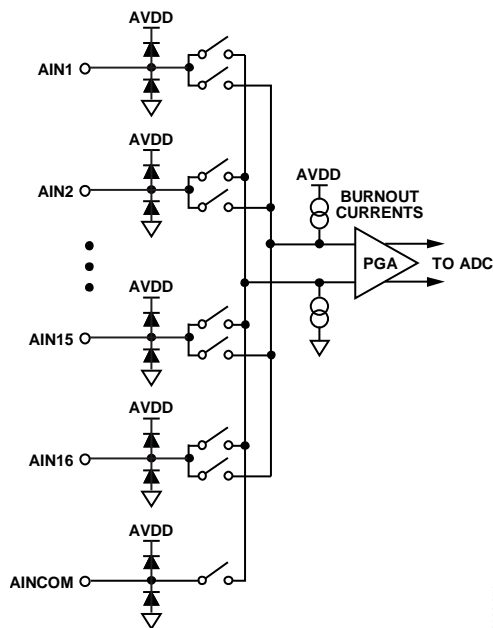 AVDD
AIN1
AVDD
AIN2
AVDD
BURNOUT
CURRENTS
PGA
TO ADC
AVDD
AIN15
AVDD
AIN16
AVDD
AINCOM